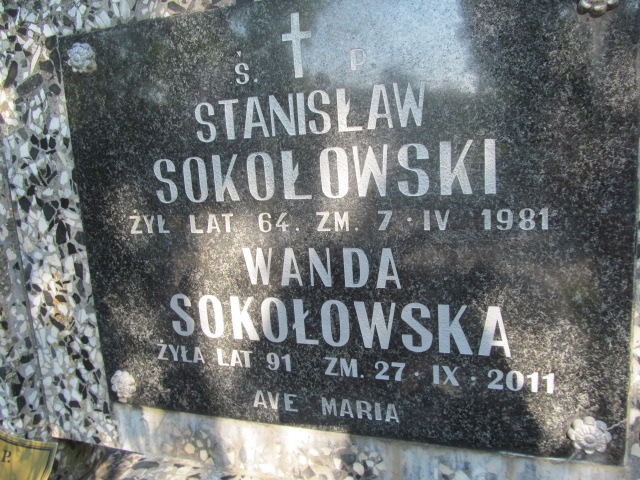 Ś. P
STANISŁAW
SOKOŁOWSKI
ŻYŁ LAT 64. ZM. 7 · IV 1981
WANDA
SOKOŁOWSKA
ŻYŁA LAT 91 ZM. 27 · IX · 2011
AVE MARIA
P.